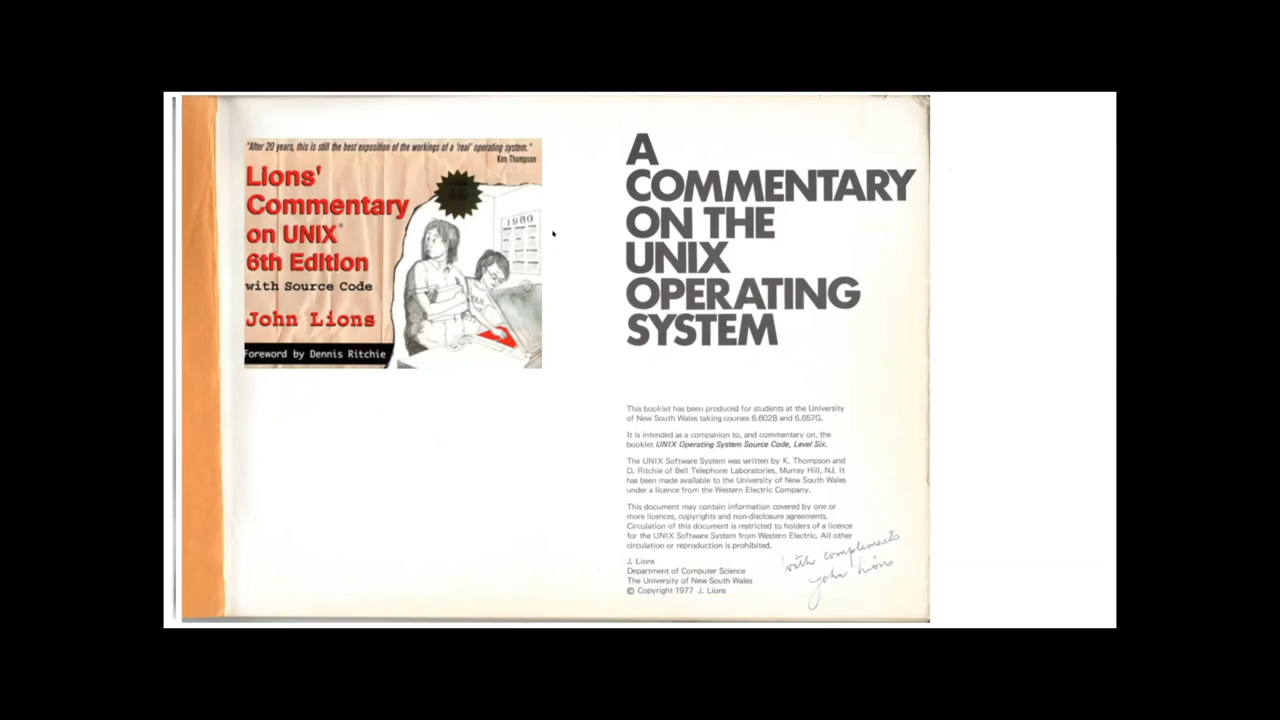 "After 20 years, this is still the best exposition of the workings of a 'real' operating system."
Ken Thompson
Lions'
Commentary
on UNIX®
6th Edition
with Source Code
John Lions
Foreword by Dennis Ritchie
1980
A
COMMENTARY
ON THE
UNIX
OPERATING
SYSTEM
This booklet has been produced for students at the University
of New South Wales taking courses 6.602B and 6.657G.
It is intended as a companion to, and commentary on, the
booklet UNIX Operating System Source Code, Level Six.
The UNIX Software System was written by K. Thompson and
D. Ritchie of Bell Telephone Laboratories, Murray Hill, NJ. It
has been made available to the University of New South Wales
under a licence from the Western Electric Company.
This document may contain information covered by one or
more licences, copyrights and non-disclosure agreements.
Circulation of this document is restricted to holders of a licence
for the UNIX Software System from Western Electric. All other
circulation or reproduction is prohibited.
J. Lions
Department of Computer Science
The University of New South Wales
© Copyright 1977 J. Lions
with complements
John Lions